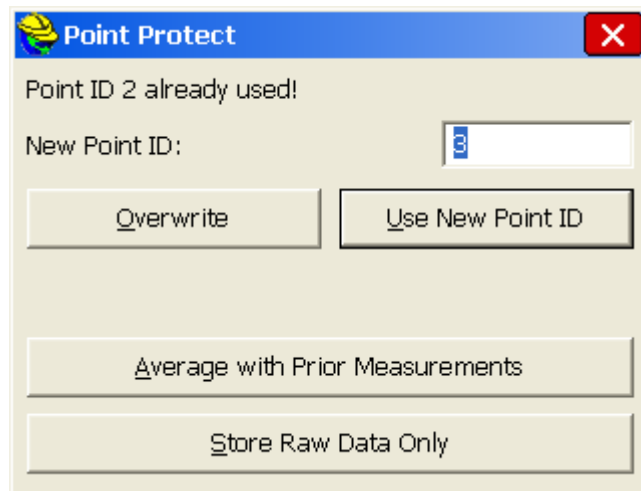 Point Protect
Point ID 2 already used!
New Point ID: 3
Overwrite Use New Point ID
Average with Prior Measurements
Store Raw Data Only